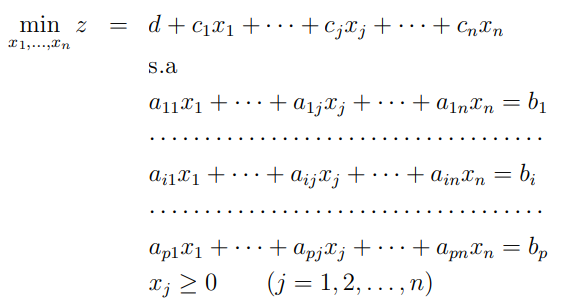 min z = d + c₁x₁ + ··· + cⱼxⱼ + ··· + cₙxₙ
x₁,...,xₙ
s.a
a₁₁x₁ + ··· + a₁ⱼxⱼ + ··· + a₁ₙxₙ = b₁
.......................................
aᵢ₁x₁ + ··· + aᵢⱼxⱼ + ··· + aᵢₙxₙ = bᵢ
.......................................
aₚ₁x₁ + ··· + aₚⱼxⱼ + ··· + aₚₙxₙ = bₚ
xⱼ ≥ 0 (j = 1, 2, ..., n)